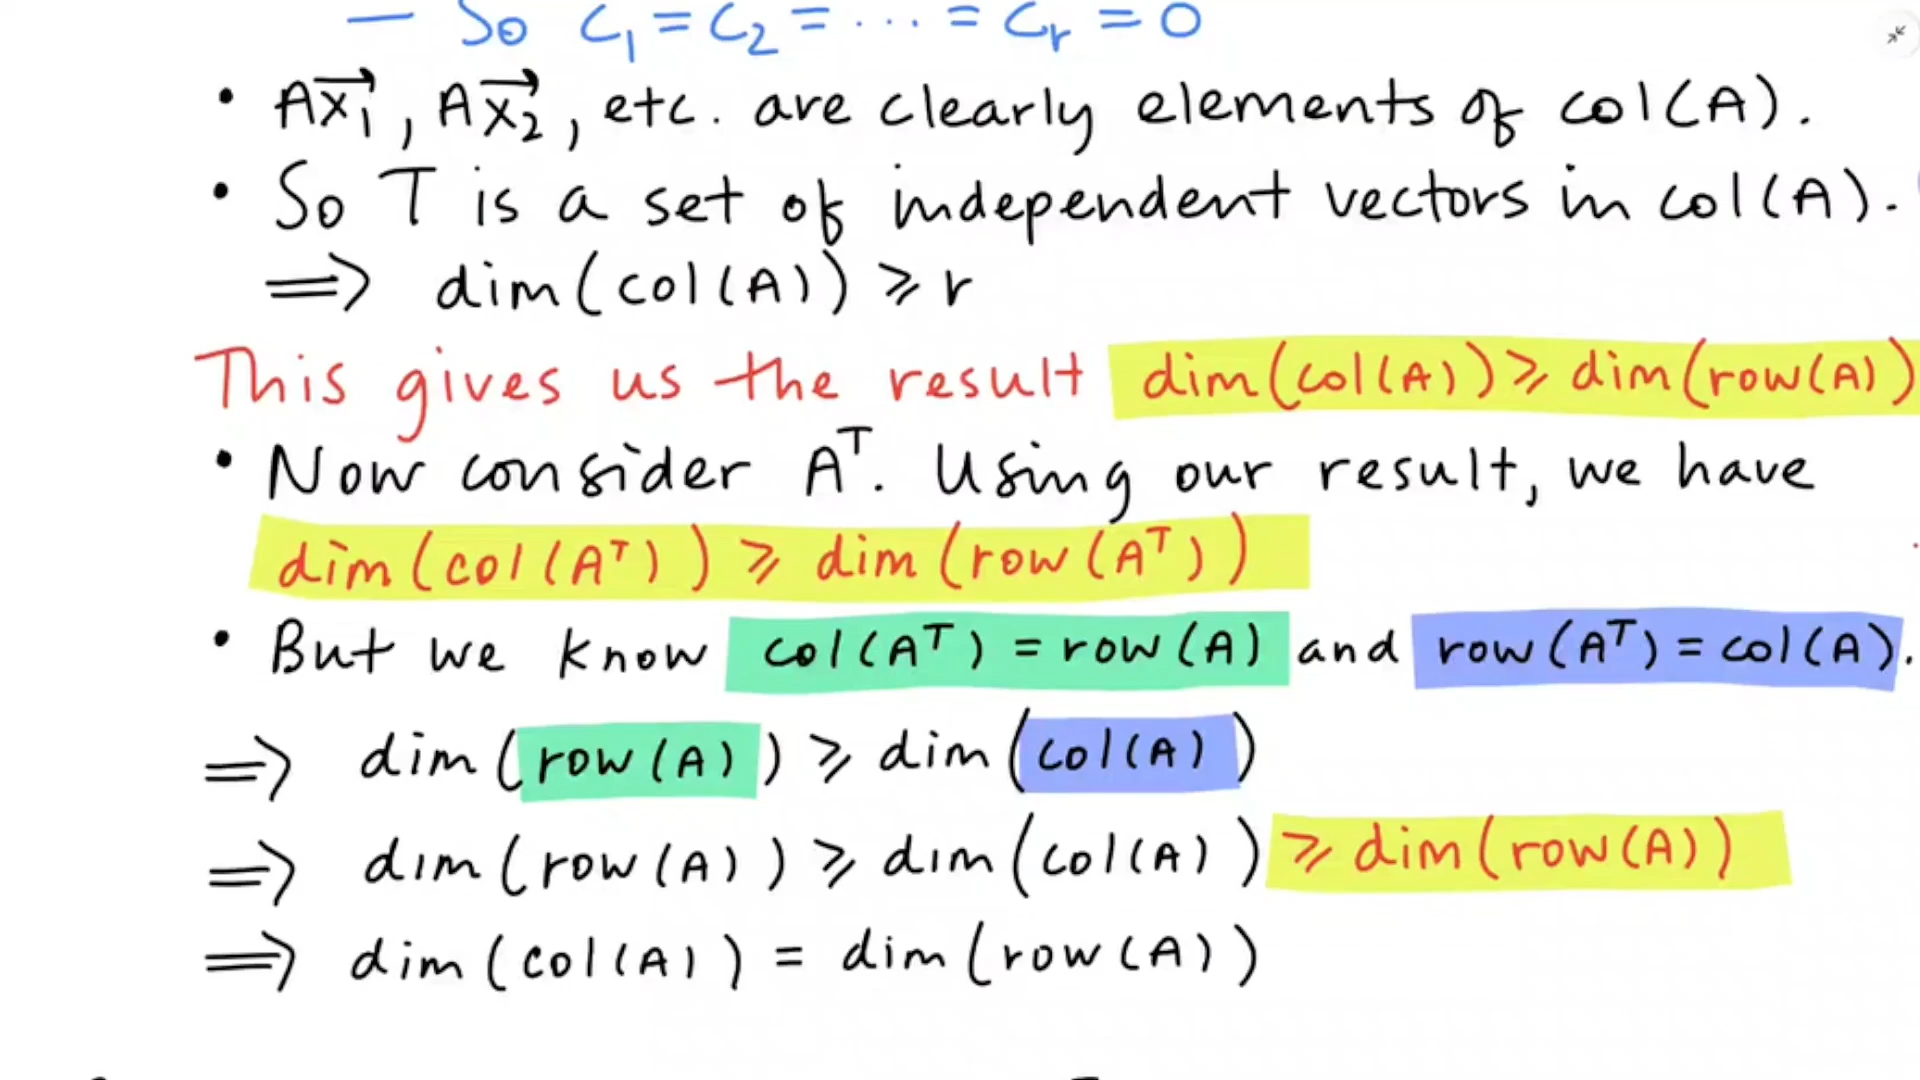 — So C₁ = C₂ = ··· = Cᵣ = 0
• Ax⃗₁, Ax⃗₂, etc. are clearly elements of col(A).
• So T is a set of independent vectors in col(A).
⟹ dim(col(A)) ⩾ r
This gives us the result dim(col(A)) ⩾ dim(row(A))
• Now consider Aᵀ. Using our result, we have
dim(col(Aᵀ)) ⩾ dim(row(Aᵀ))
• But we know col(Aᵀ) = row(A) and row(Aᵀ) = col(A).
⟹ dim(row(A)) ⩾ dim(col(A))
⟹ dim(row(A)) ⩾ dim(col(A)) ⩾ dim(row(A))
⟹ dim(col(A)) = dim(row(A))